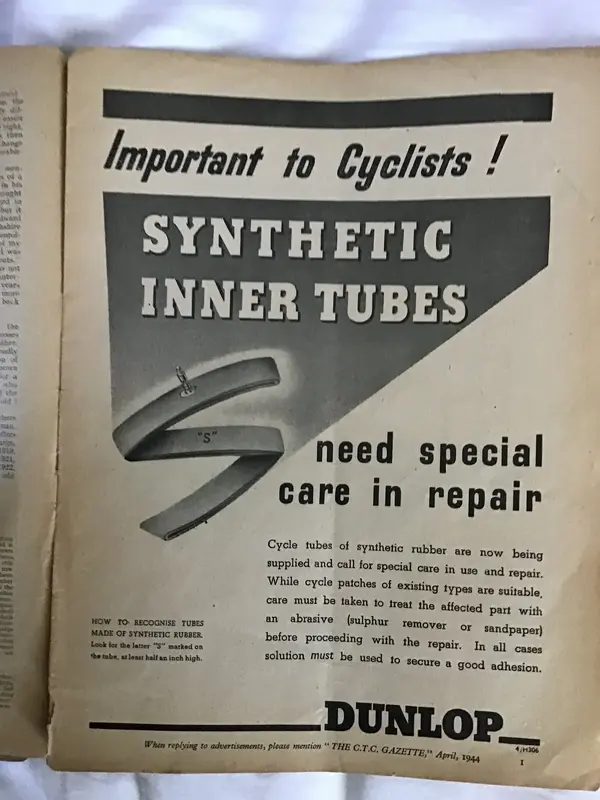 Important to Cyclists !
SYNTHETIC
INNER TUBES
"S"
need special
care in repair
Cycle tubes of synthetic rubber are now being
supplied and call for special care in use and repair.
While cycle patches of existing types are suitable,
care must be taken to treat the affected part with
an abrasive (sulphur remover or sandpaper)
before proceeding with the repair. In all cases
solution must be used to secure a good adhesion.
HOW TO RECOGNISE TUBES
MADE OF SYNTHETIC RUBBER.
Look for the letter "S" marked on
the tube, at least half an inch high.
DUNLOP
4/H306
When replying to advertisements, please mention "THE C.T.C. GAZETTE," April, 1944
1